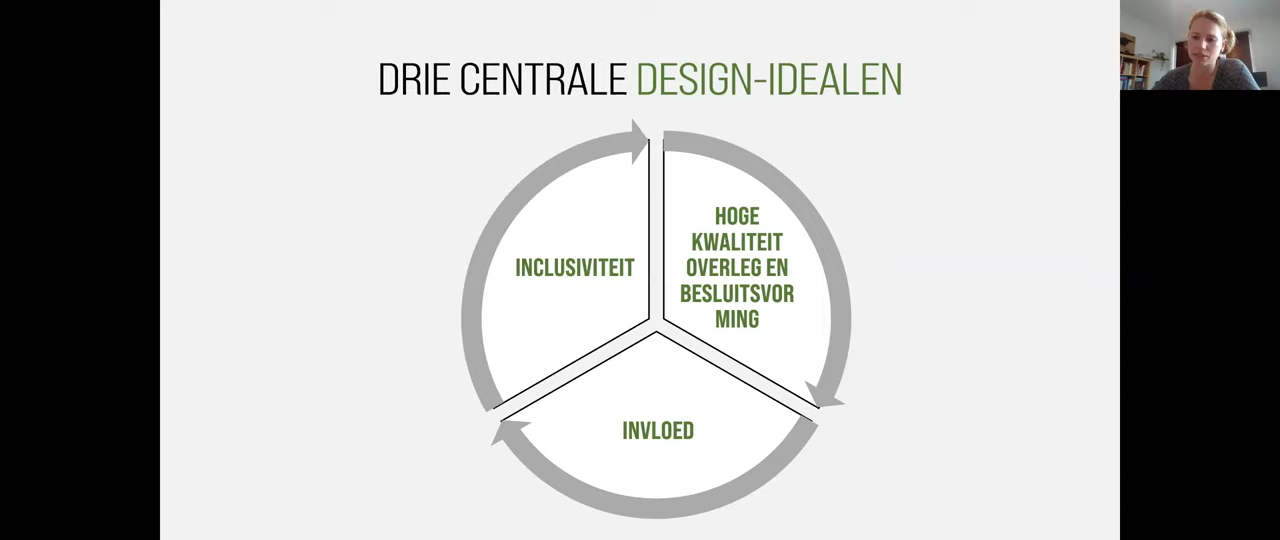 DRIE CENTRALE DESIGN-IDEALEN
INCLUSIVITEIT
HOGE
KWALITEIT
OVERLEG EN
BESLUITSVOR
MING
INVLOED